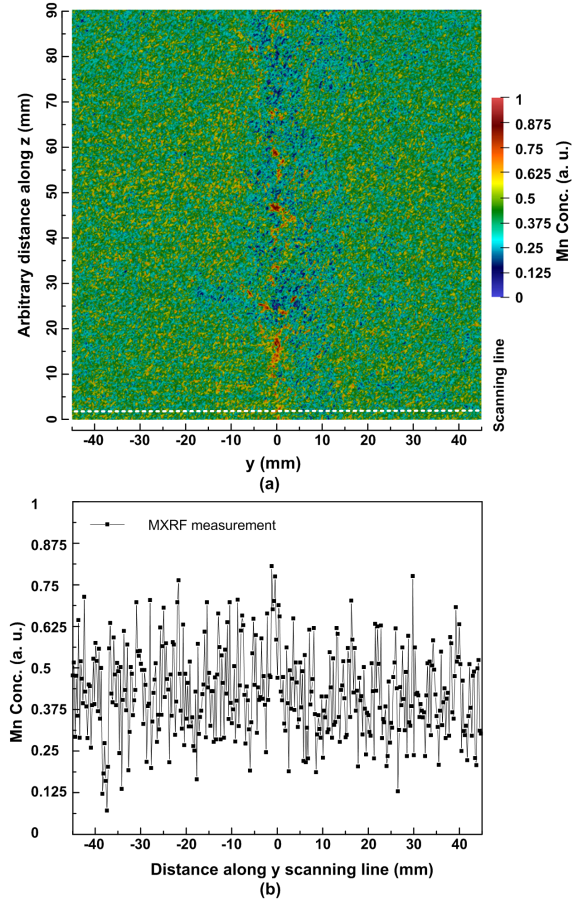 90
80
70
60
50
40
30
20
10
0
Arbitrary distance along z (mm)
-40 -30 -20 -10 0 10 20 30 40
y (mm)
(a)
1
0.875
0.75
0.625
0.5
0.375
0.25
0.125
0
Mn Conc. (a. u.)
Scanning line
1
0.875
0.75
0.625
0.5
0.375
0.25
0.125
0
Mn Conc. (a. u.)
MXRF measurement
-40 -30 -20 -10 0 10 20 30 40
Distance along y scanning line (mm)
(b)